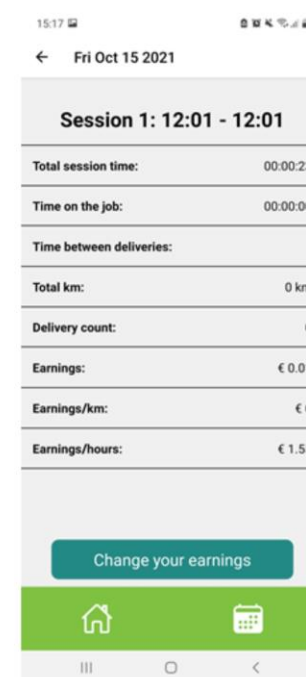 15:17
Fri Oct 15 2021
Session 1: 12:01 - 12:01
Total session time: 00:00:2
Time on the job: 00:00:0
Time between deliveries:
Total km: 0 km
Delivery count:
Earnings: € 0.0
Earnings/km: €
Earnings/hours: € 1.5
Change your earnings